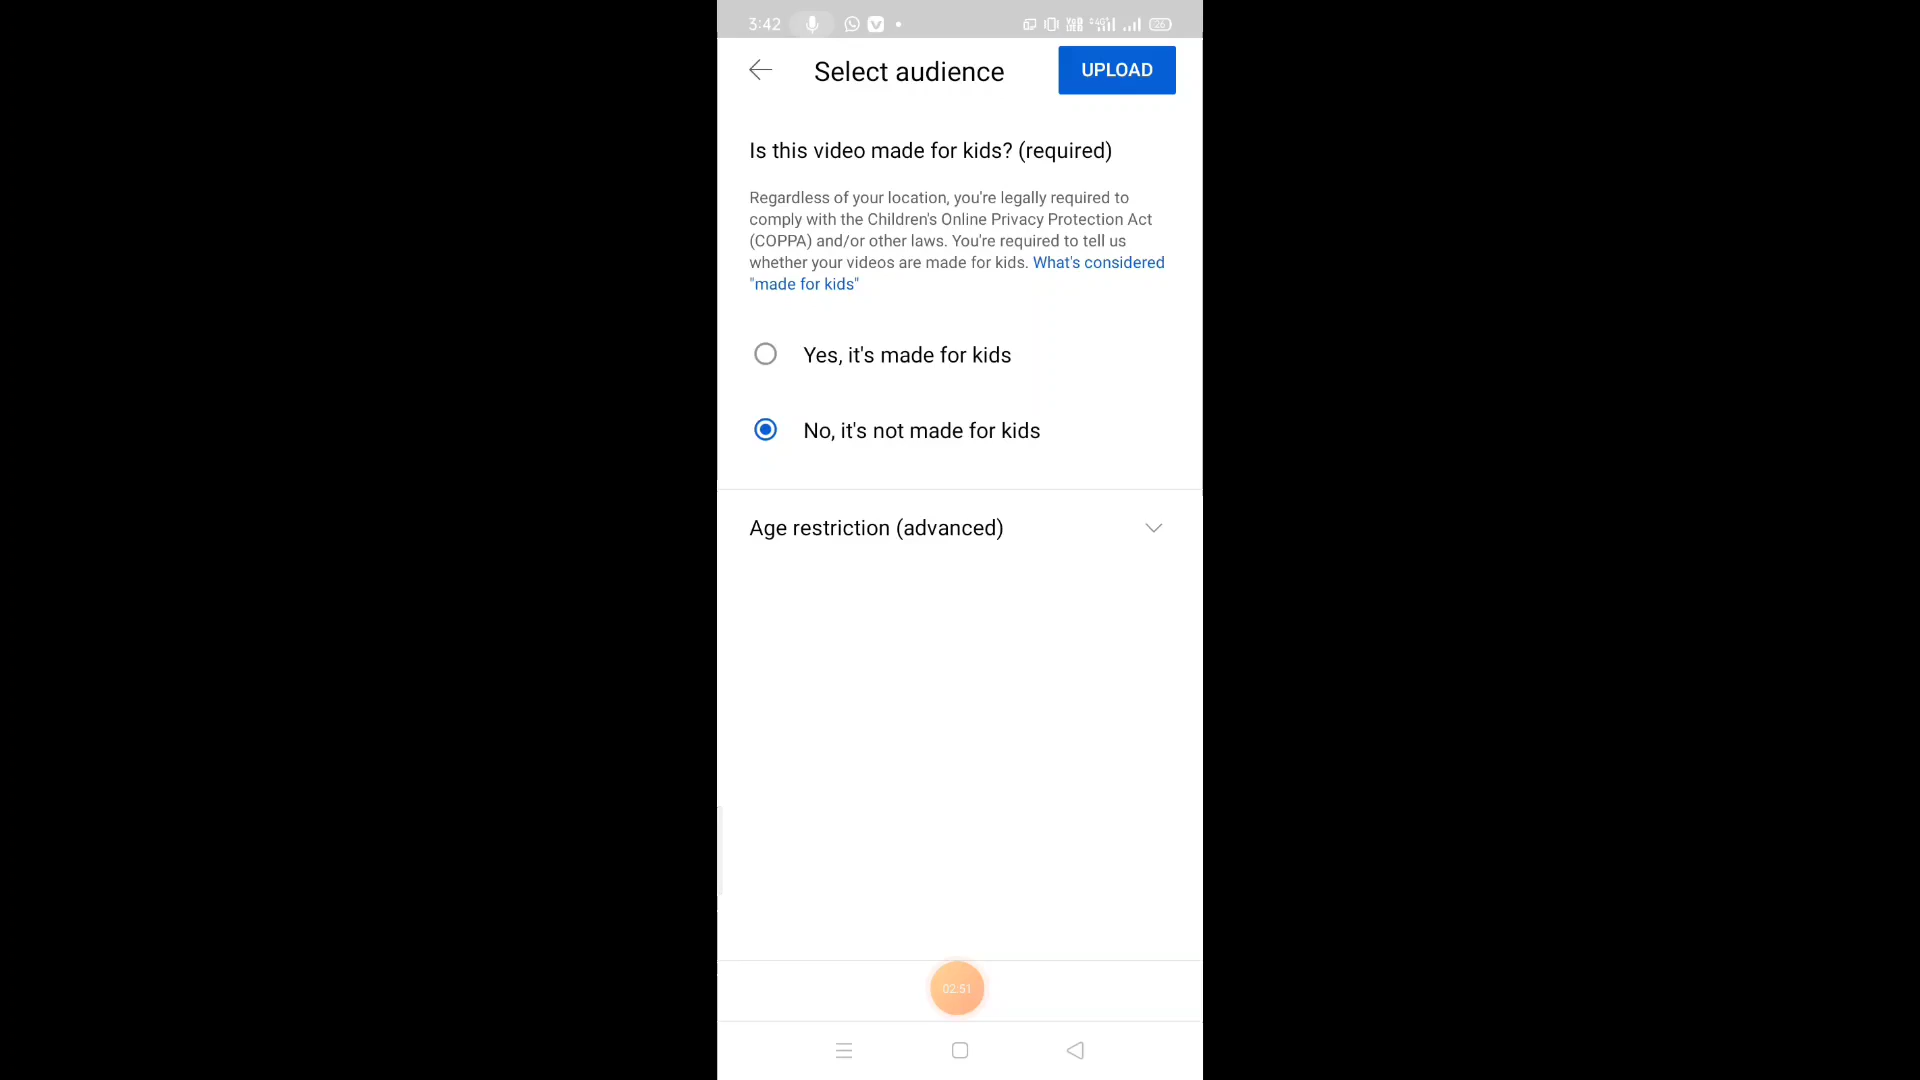 3:42
26
Select audience
UPLOAD
Is this video made for kids? (required)
Regardless of your location, you're legally required to
comply with the Children's Online Privacy Protection Act
(COPPA) and/or other laws. You're required to tell us
whether your videos are made for kids. What's considered
"made for kids"
Yes, it's made for kids
No, it's not made for kids
Age restriction (advanced)
02:51